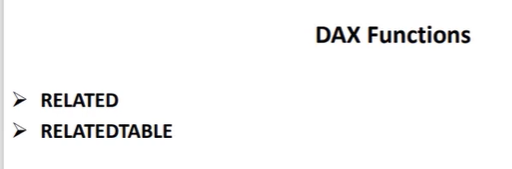 DAX Functions
➢ RELATED
➢ RELATEDTABLE